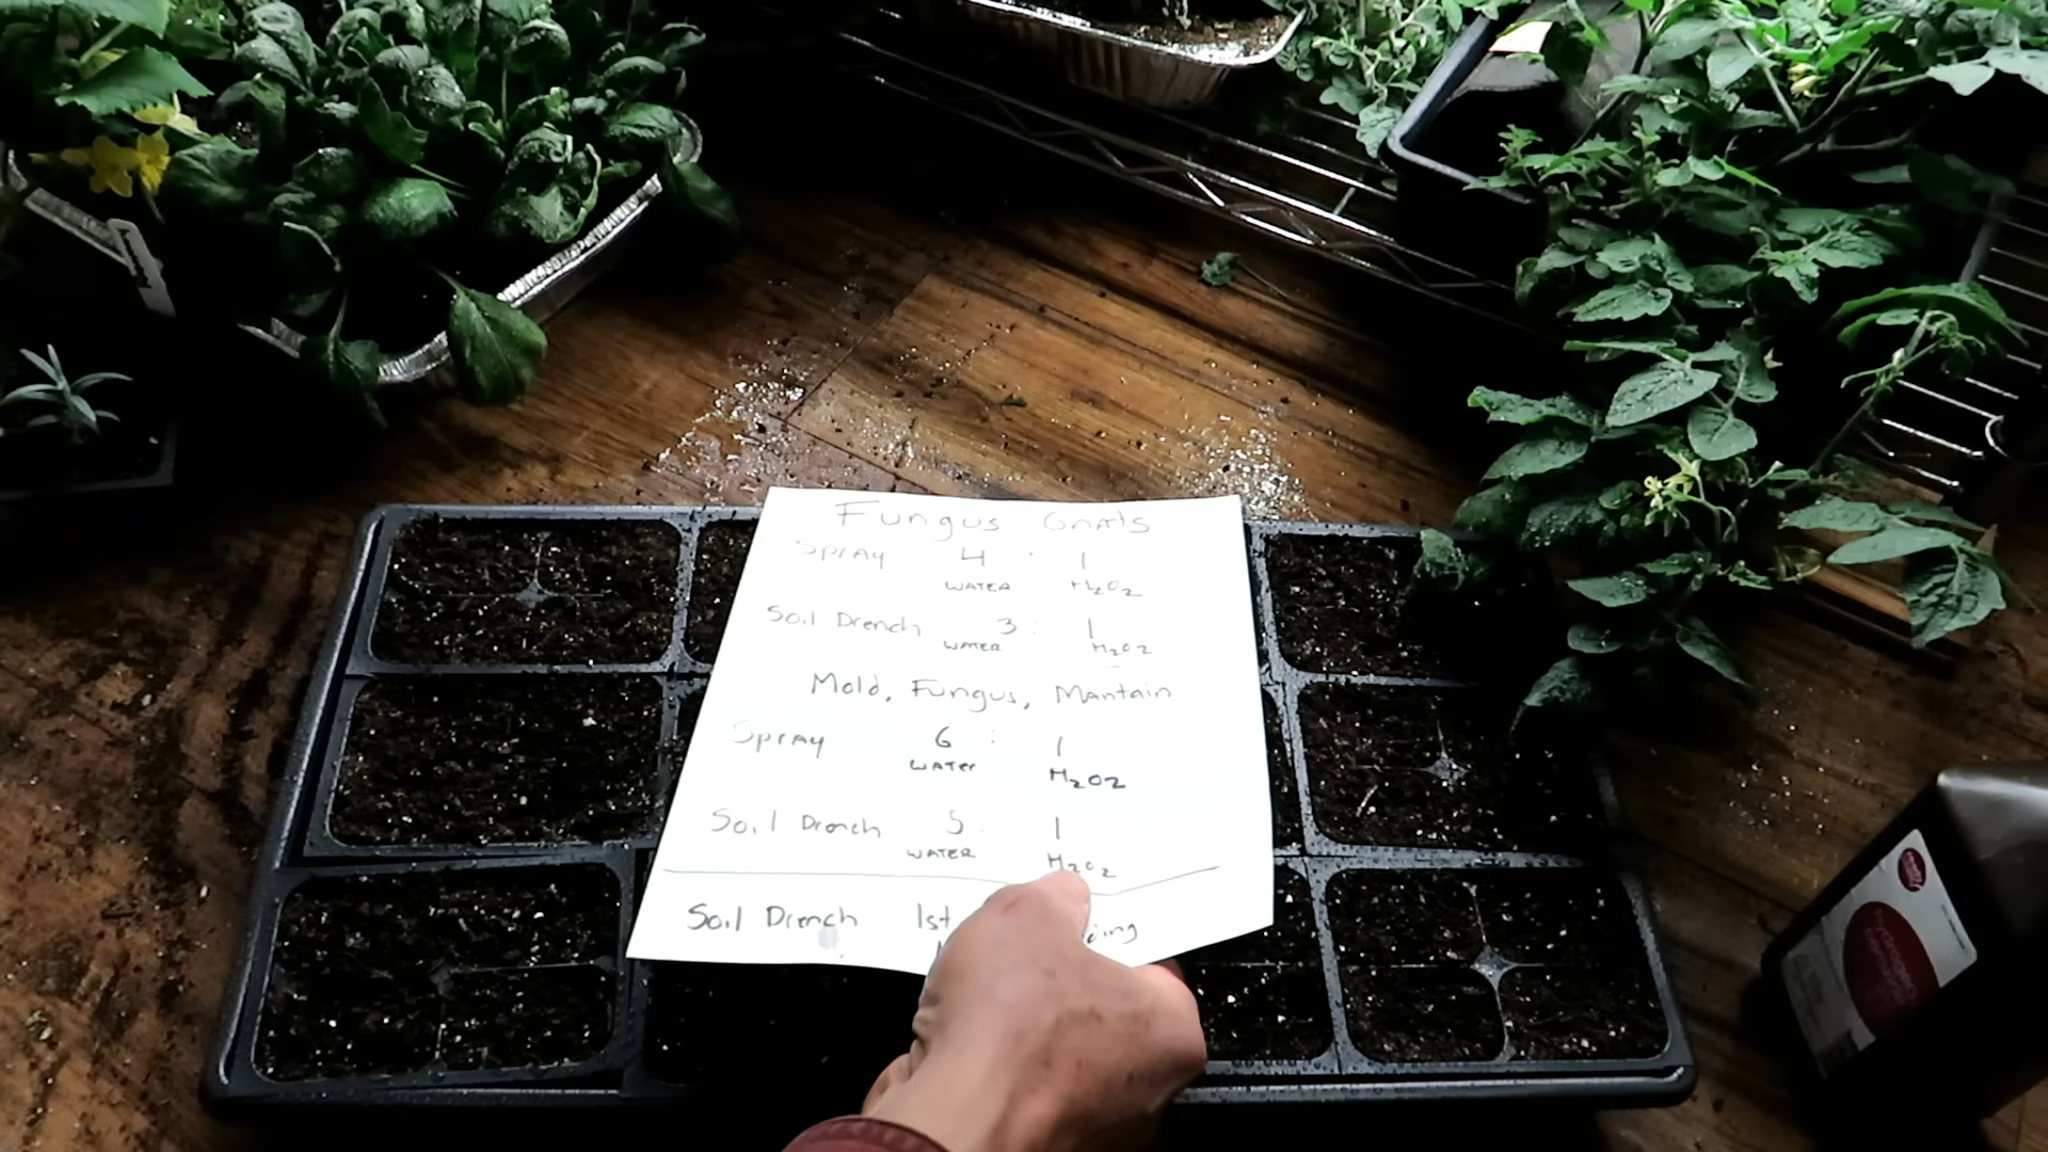 Fungus Gnats
Spray 4 : 1
WATER H2O2
Soil Drench 3 : 1
WATER H2O2
Mold, Fungus, Mantain
Spray 6 : 1
WATER H2O2
Soil Drench 5 : 1
WATER H2O2
Soil Drench 1st